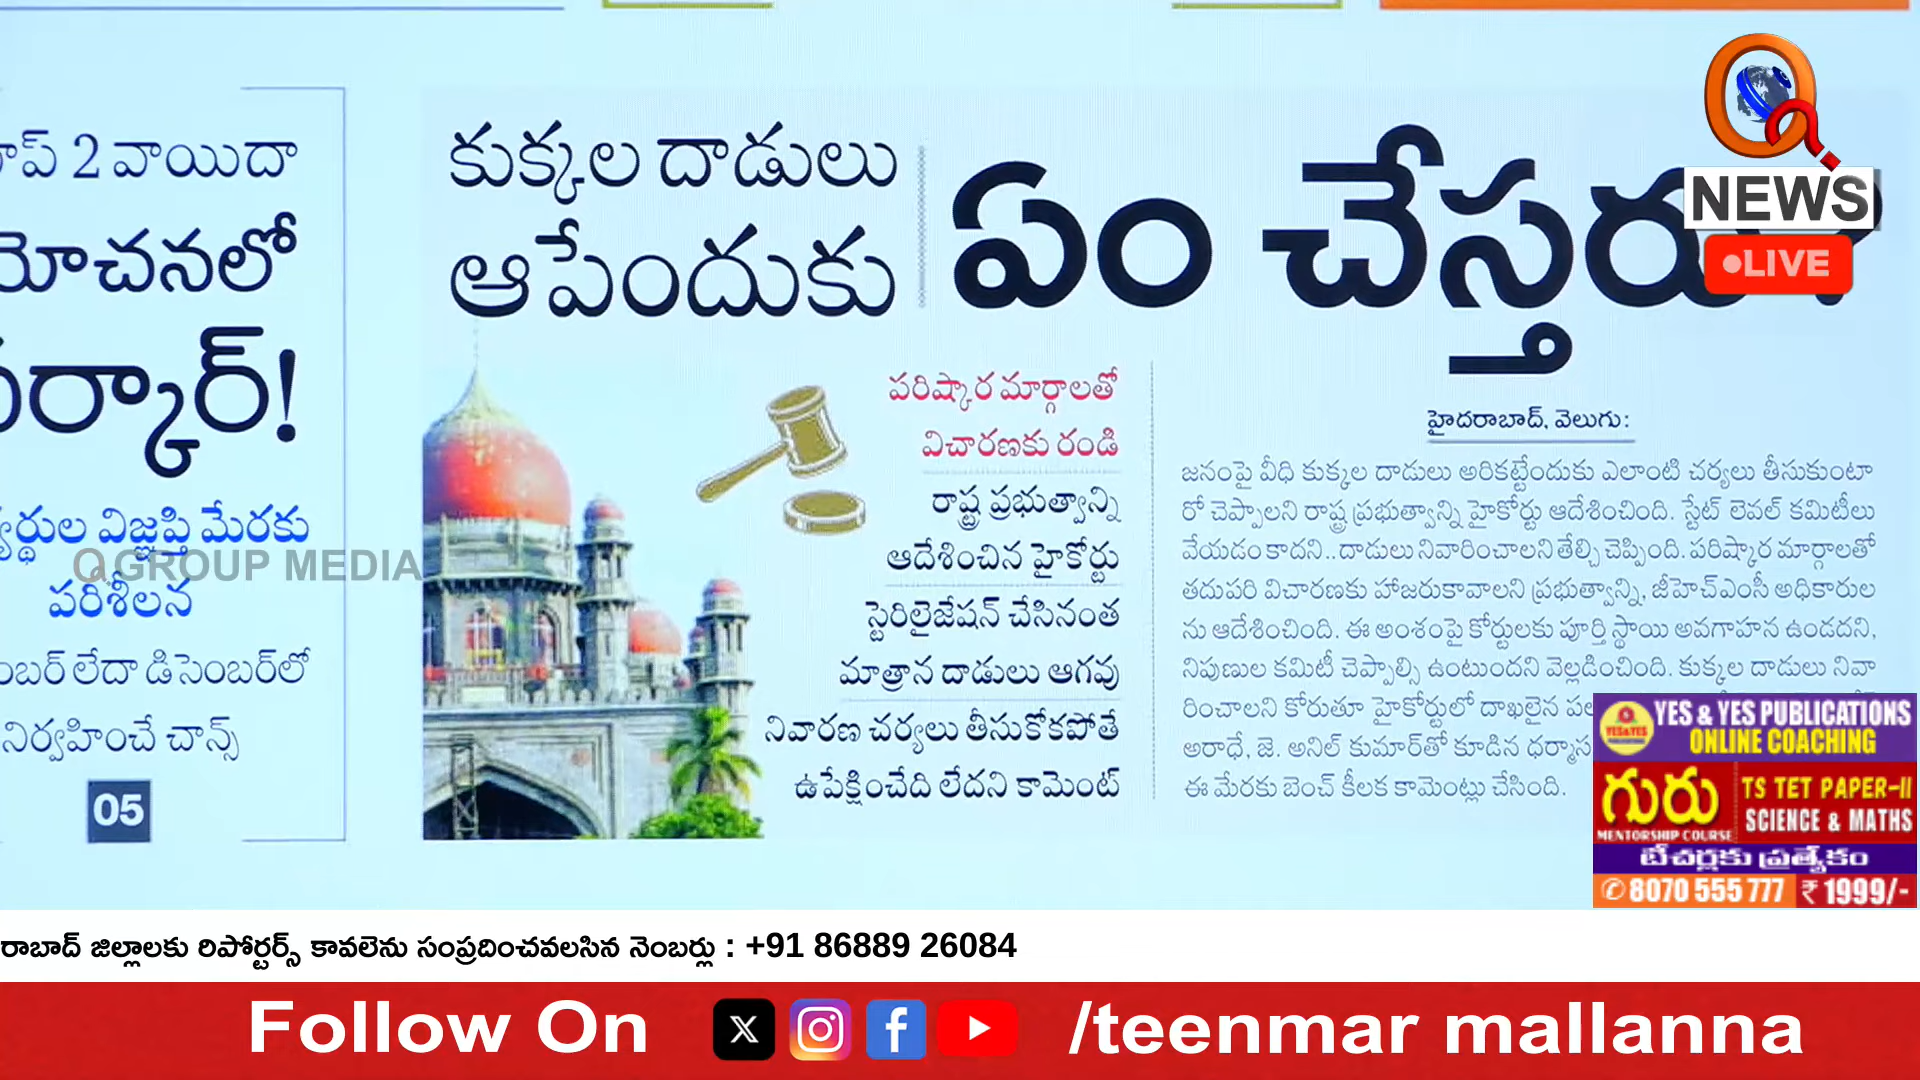 2 వాయిదా
కుక్కల దాడులు
ఆపేందుకు
ఏం చేస్తరు
పరిశీలన
లేదా డిసెంబర్‌లో
నిర్వహించే చాన్స్
05
విజ్ఞప్తి మేరకు
పరిష్కార మార్గాలతో
విచారణకు రండి
రాష్ట్ర ప్రభుత్వాన్ని
ఆదేశించిన హైకోర్టు
స్టెరిలైజేషన్ చేసినంత
మాత్రాన దాడులు ఆగవు
నివారణ చర్యలు తీసుకోకపోతే
ఉపేక్షించేది లేదని కామెంట్
హైదరాబాద్, వెలుగు:
జనంపై వీధి కుక్కల దాడులు అరికట్టేందుకు ఎలాంటి చర్యలు తీసుకుంటా
రో చెప్పాలని రాష్ట్ర ప్రభుత్వాన్ని హైకోర్టు ఆదేశించింది. స్టేట్ లెవల్ కమిటీలు
వేయడం కాదని.. దాడులు నివారించాలని తేల్చి చెప్పింది. పరిష్కార మార్గాలతో
తదుపరి విచారణకు హాజరుకావాలని ప్రభుత్వాన్ని, జీహెచ్ఎంసీ అధికారుల
ను ఆదేశించింది. ఈ అంశంపై కోర్టులకు పూర్తి స్థాయి అవగాహన ఉండదని,
నిపుణుల కమిటీ చెప్పాల్సి ఉంటుందని వెల్లడించింది. కుక్కల దాడులు నివా
రించాలని కోరుతూ హైకోర్టులో దాఖలైన
అరాధే, జె. అనిల్ కుమార్‌తో కూడిన
ఈ మేరకు బెంచ్ కీలక కామెంట్లు చేసింది.
Q GROUP MEDIA
Q
NEWS
LIVE
YES & YES PUBLICATIONS
ONLINE COACHING
గురు
MENTORSHIP COURSE
TS TET PAPER-II
SCIENCE & MATHS
టీచర్లకు ప్రత్యేకం
8070 555 777 ₹ 1999/-
రాబాద్ జిల్లాలకు రిపోర్టర్స్ కావలెను సంప్రదించవలసిన నెంబర్లు : +91 86889 26084
Follow On /teenmar mallanna